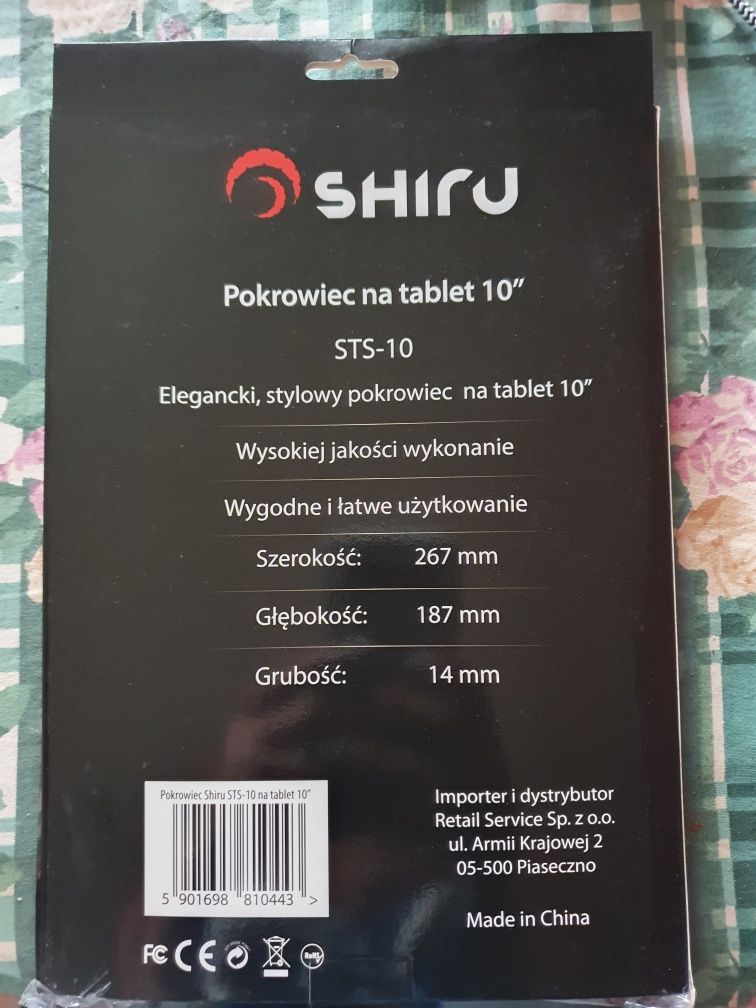 SHIRU
Pokrowiec na tablet 10”
STS-10
Elegancki, stylowy pokrowiec na tablet 10”
Wysokiej jakości wykonanie
Wygodne i łatwe użytkowanie
Szerokość: 267 mm
Głębokość: 187 mm
Grubość: 14 mm
Pokrowiec Shiru STS-10 na tablet 10”
5 901698 810443 >
Importer i dystrybutor
Retail Service Sp. z o.o.
ul. Armii Krajowej 2
05-500 Piaseczno
Made in China
FC CE RoHS